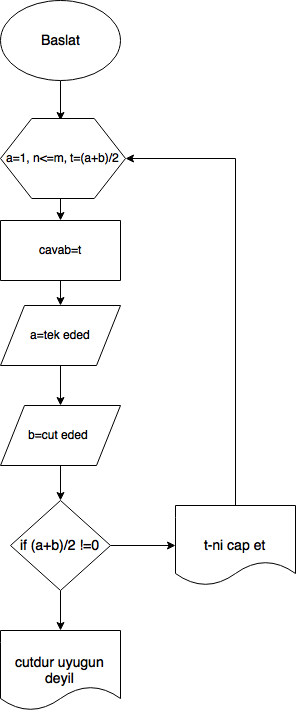 Baslat
a=1, n<=m, t=(a+b)/2
cavab=t
a=tek eded
b=cut eded
if (a+b)/2 !=0
t-ni cap et
cutdur uyugun
deyil